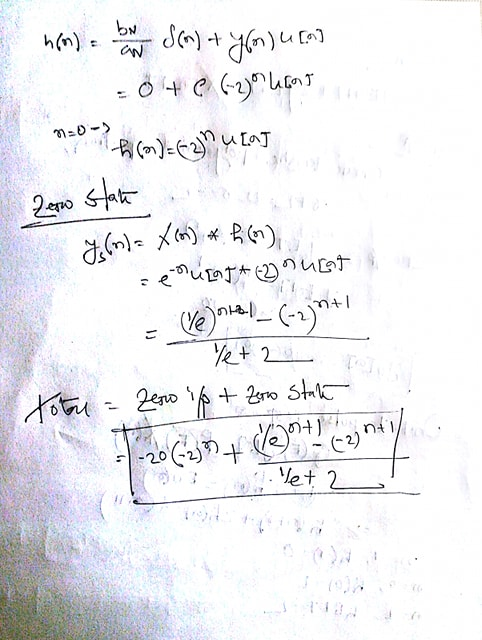 h(n) = bN/aN δ(n) + y(n) u[n]
= 0 + c (-2)^n u[n]
n=0 → h(n) = (-2)^n u[n]
Zero State
y_s(n) = x(n) * h(n)
= e^-n u[n] * (-2)^n u[n]
= ((1/e)^n+1 - (-2)^n+1) / (1/e + 2)
Total = Zero i/p + Zero State
= -20(-2)^n + ((1/e)^n+1 - (-2)^n+1) / (1/e + 2)